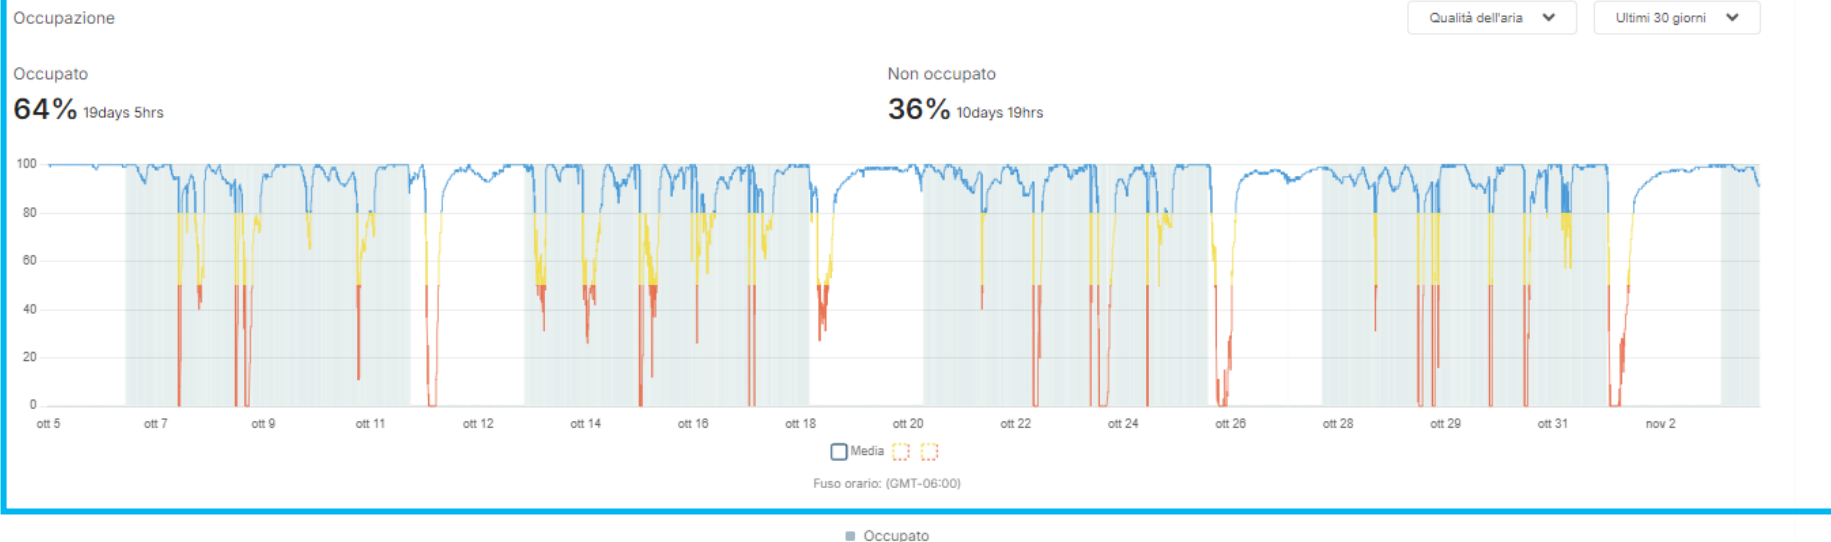 Occupazione
Qualità dell'aria
Ultimi 30 giorni
Occupato
Non occupato
64% 19days 5hrs
36% 10days 19hrs
100
80
60
40
20
0
ott 5 ott 7 ott 9 ott 11 ott 12 ott 14 ott 16 ott 18 ott 20 ott 22 ott 24 ott 26 ott 28 ott 29 ott 31 nov 2
Media
Fuso orario: (GMT-06:00)
Occupato